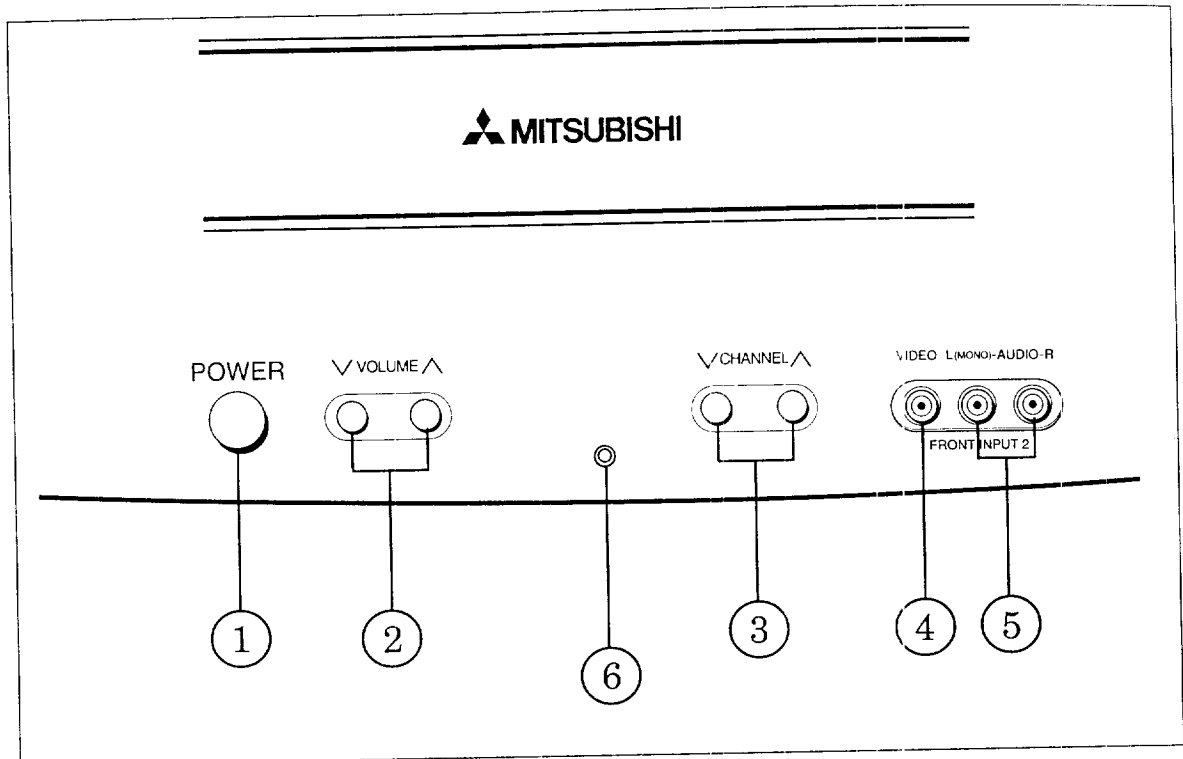 MITSUBISHI
POWER
VOLUME
CHANNEL
VIDEO L(MONO)-AUDIO-R
FRONT INPUT 2
1
2
3
4
5
6